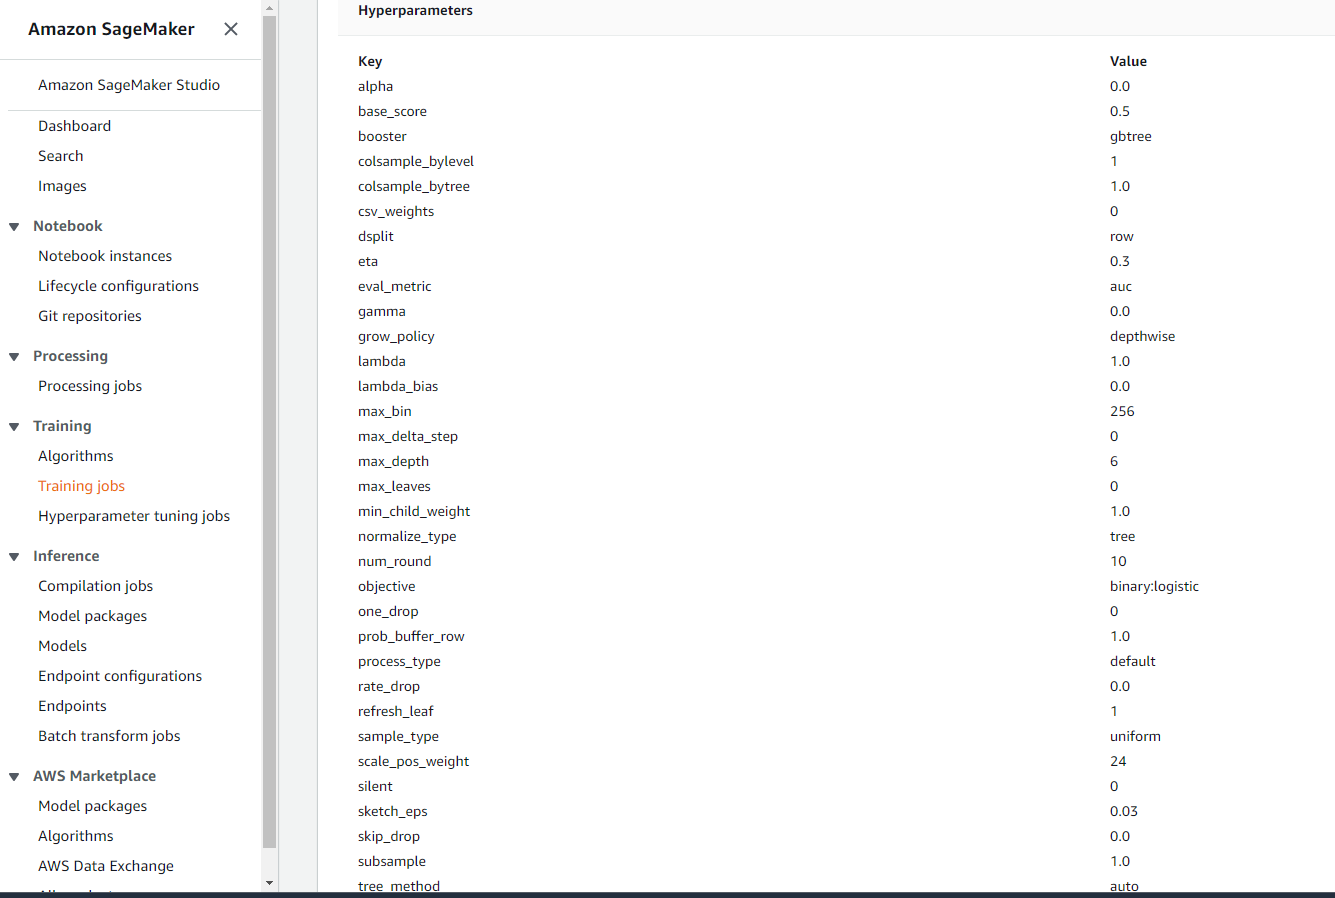 Amazon SageMaker
Amazon SageMaker Studio
Dashboard
Search
Images
Notebook
Notebook instances
Lifecycle configurations
Git repositories
Processing
Processing jobs
Training
Algorithms
Training jobs
Hyperparameter tuning jobs
Inference
Compilation jobs
Model packages
Models
Endpoint configurations
Endpoints
Batch transform jobs
AWS Marketplace
Model packages
Algorithms
AWS Data Exchange
Hyperparameters
Key Value
alpha 0.0
base_score 0.5
booster gbtree
colsample_bylevel 1
colsample_bytree 1.0
csv_weights 0
dsplit row
eta 0.3
eval_metric auc
gamma 0.0
grow_policy depthwise
lambda 1.0
lambda_bias 0.0
max_bin 256
max_delta_step 0
max_depth 6
max_leaves 0
min_child_weight 1.0
normalize_type tree
num_round 10
objective binary:logistic
one_drop 0
prob_buffer_row 1.0
process_type default
rate_drop 0.0
refresh_leaf 1
sample_type uniform
scale_pos_weight 24
silent 0
sketch_eps 0.03
skip_drop 0.0
subsample 1.0
tree_method auto